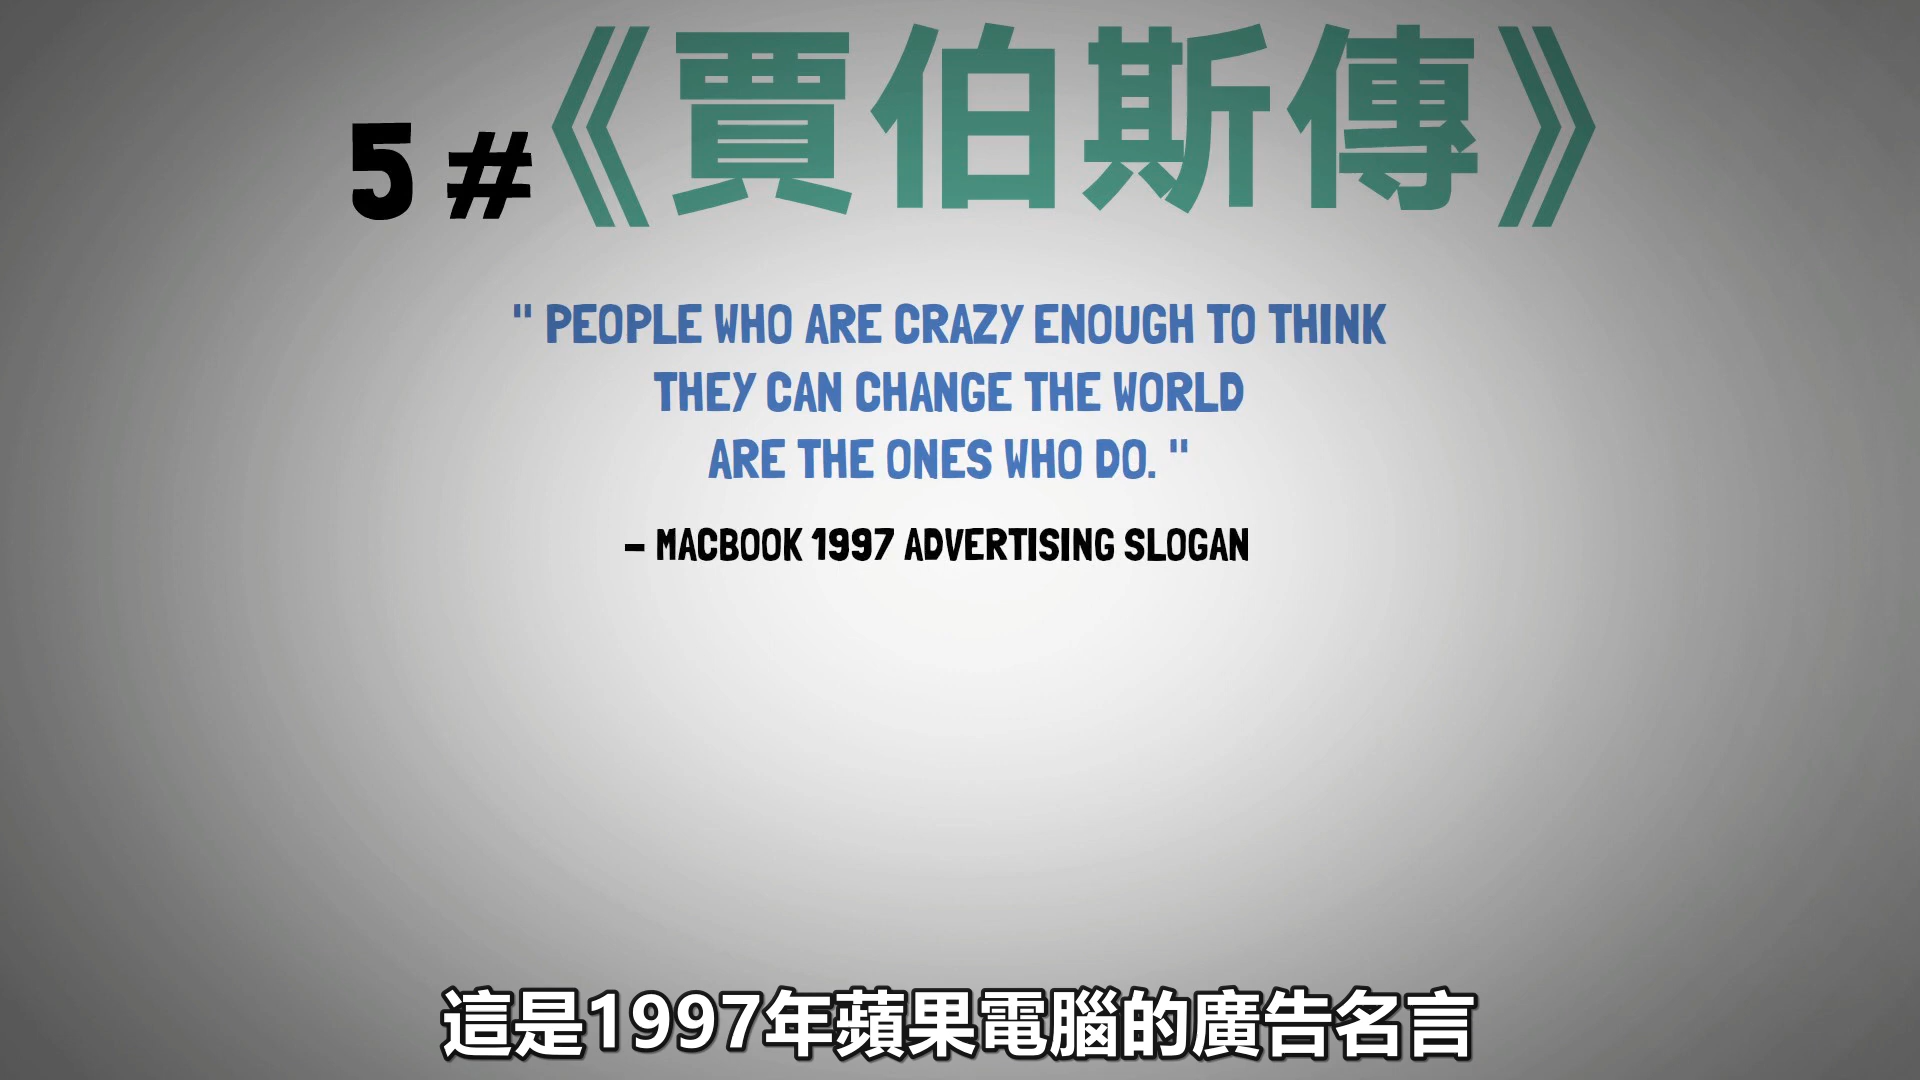 5 #《賈伯斯傳》
" PEOPLE WHO ARE CRAZY ENOUGH TO THINK
THEY CAN CHANGE THE WORLD
ARE THE ONES WHO DO. "
– MACBOOK 1997 ADVERTISING SLOGAN
這是1997年蘋果電腦的廣告名言